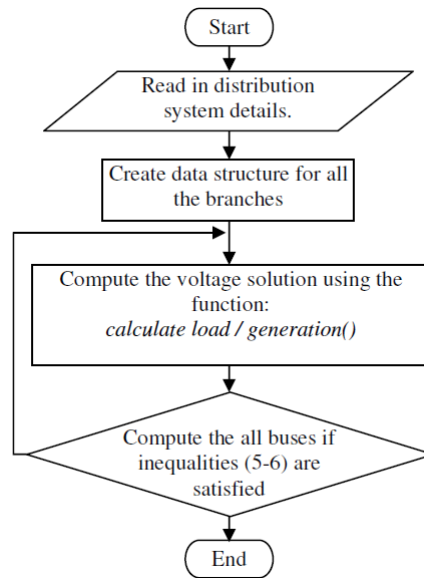 Start
Read in distribution
system details.
Create data structure for all
the branches
Compute the voltage solution using the
function:
calculate load / generation()
Compute the all buses if
inequalities (5-6) are
satisfied
End